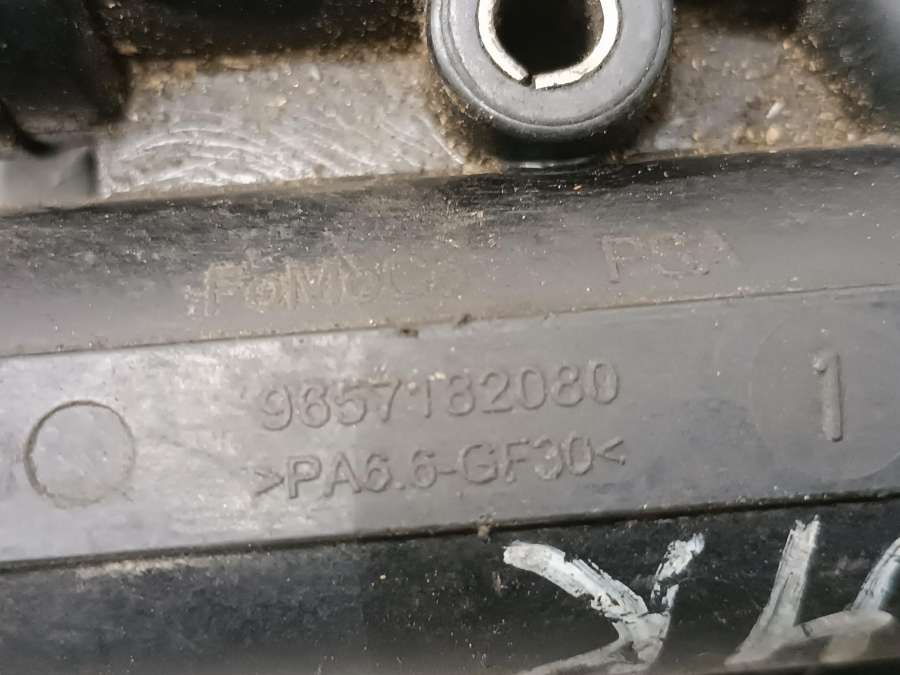 FoMoCo PSA
9657182080
1
>PA6.6-GF30<